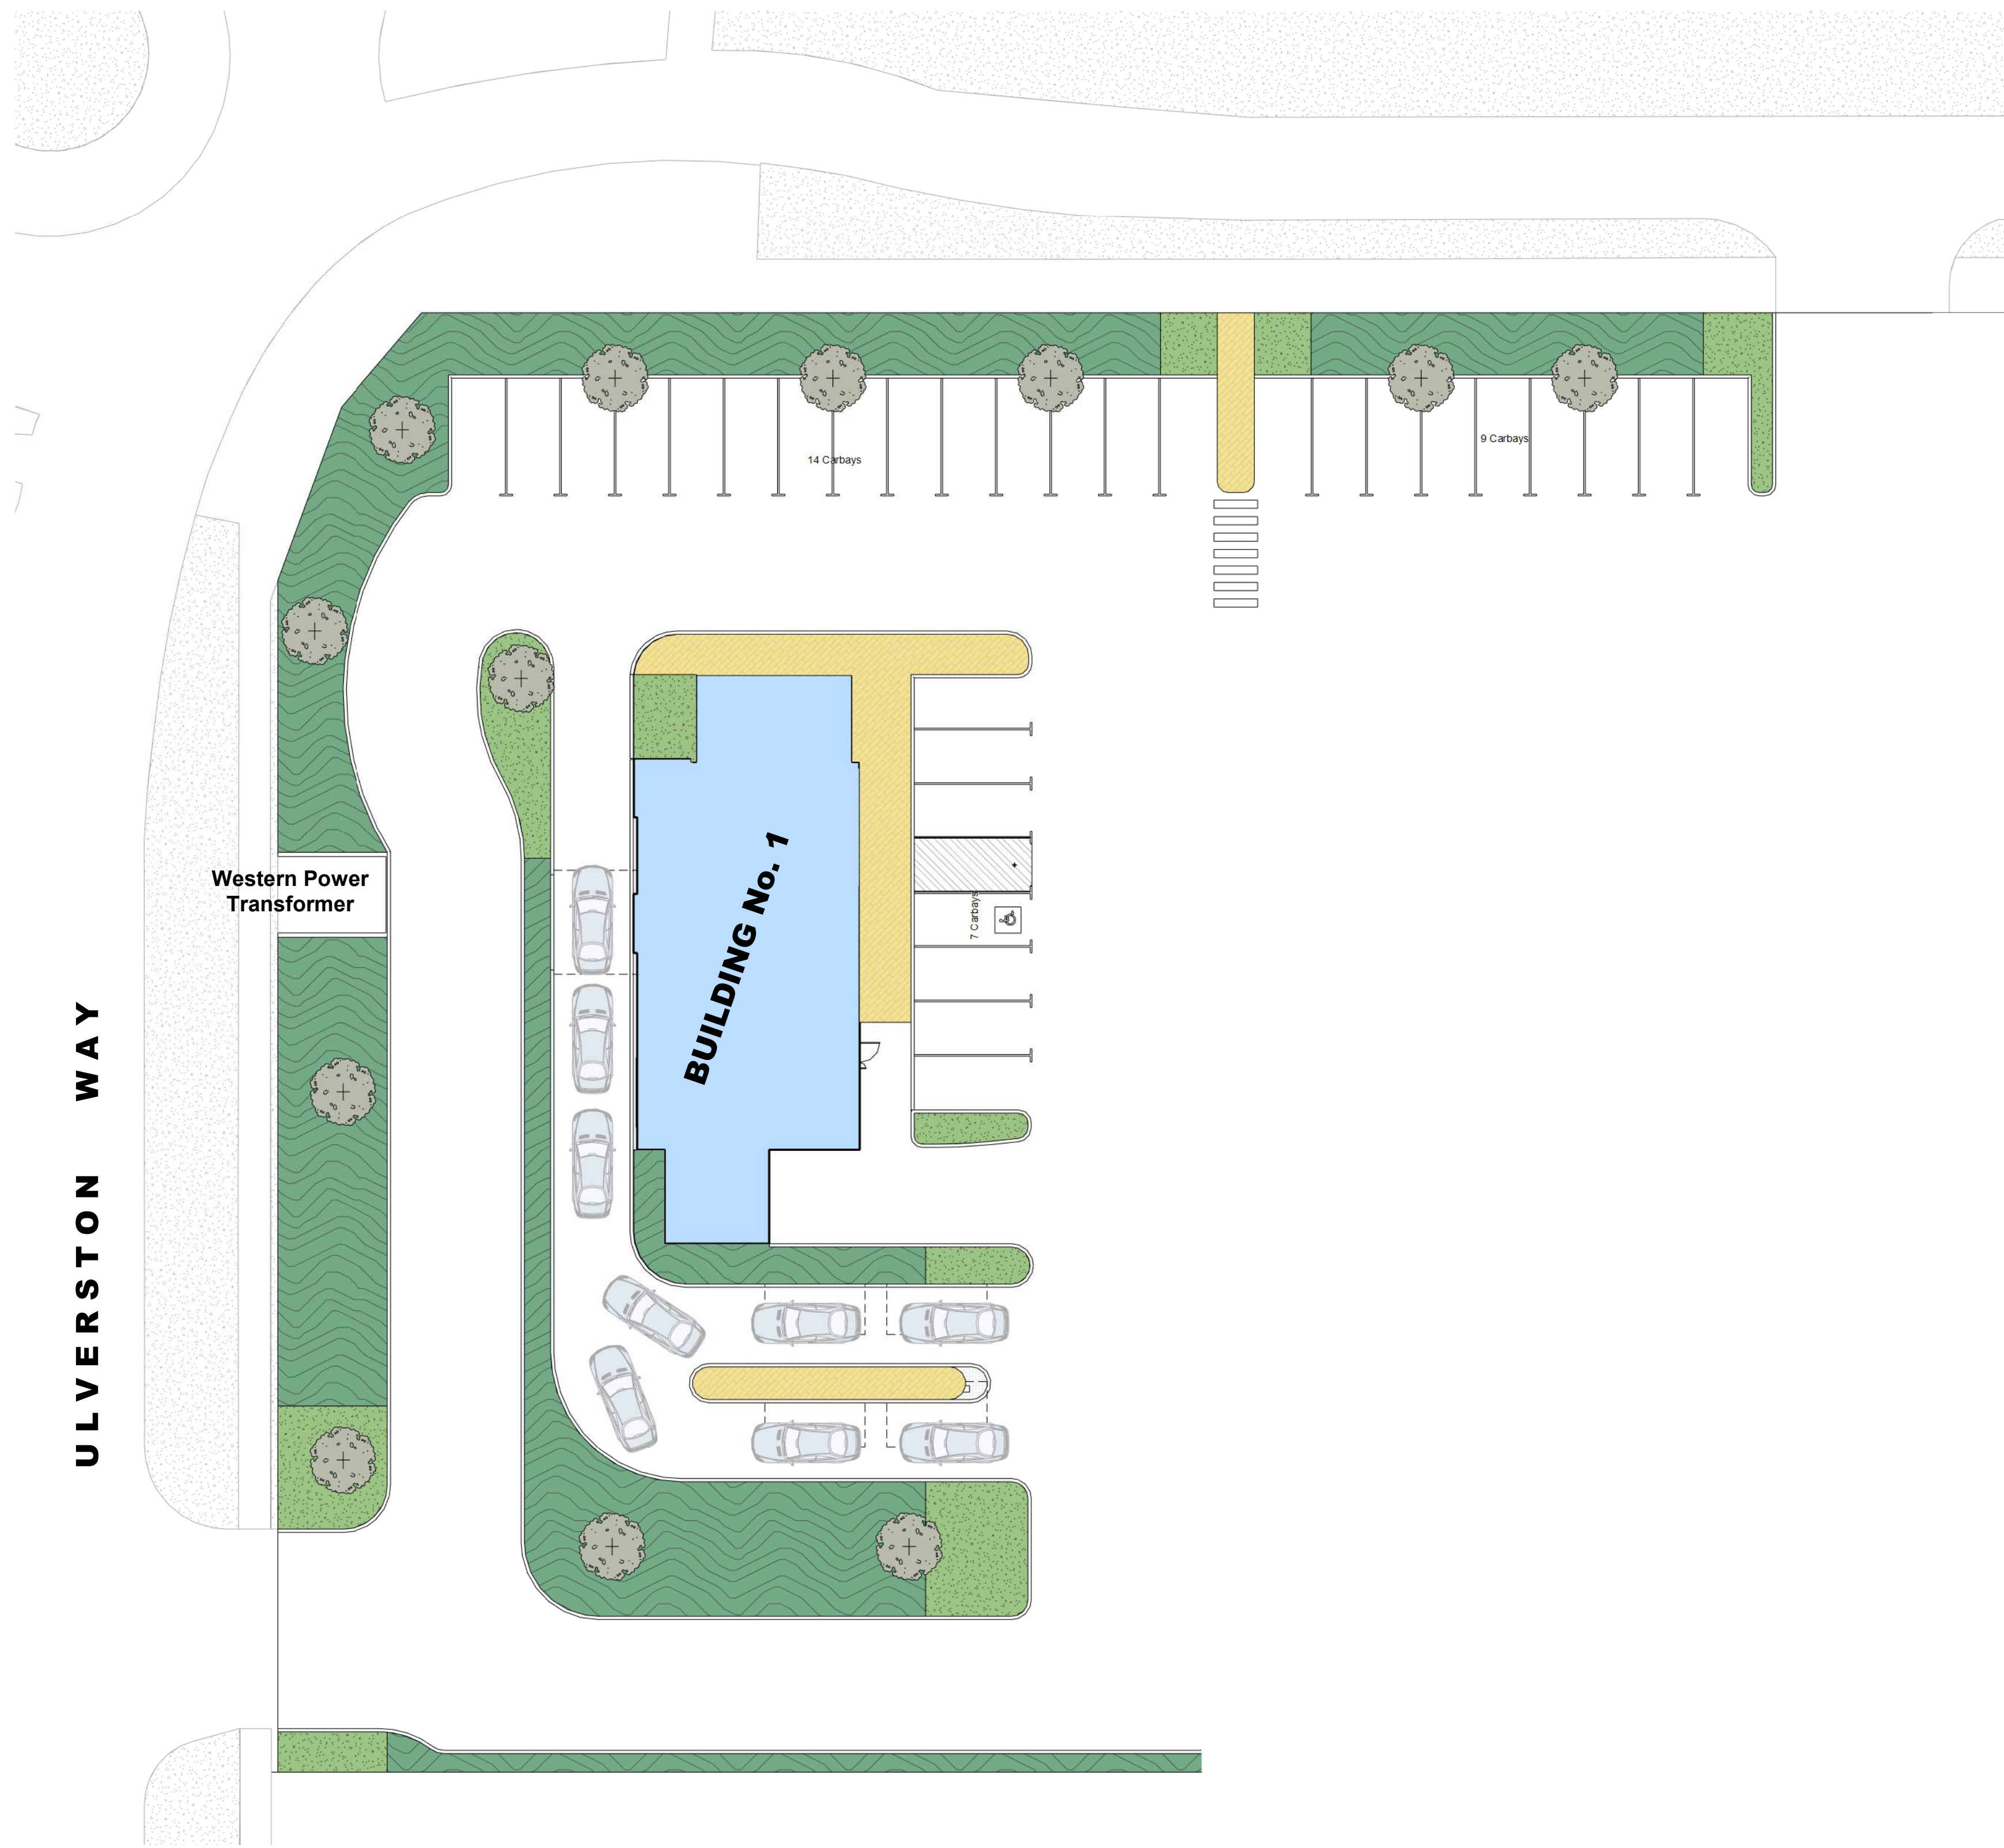 9 Carbays
14 Carbays
Western Power
Transformer
7 Carbays
BUILDING No. 1
ULVERSTON WAY